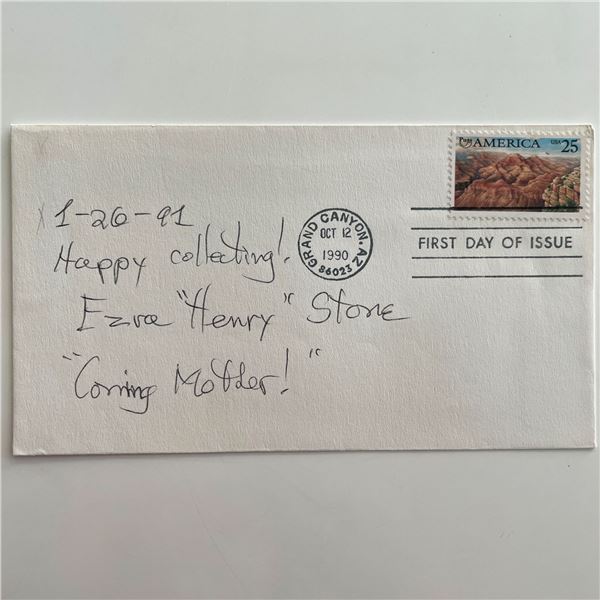 PUAS AMERICA USA 25
GRAND CANYON, AZ
OCT 12
1990
86023
FIRST DAY OF ISSUE
1-26-91
Happy collecting!
Ezra "Henry" Stone
"Coming Mother!"